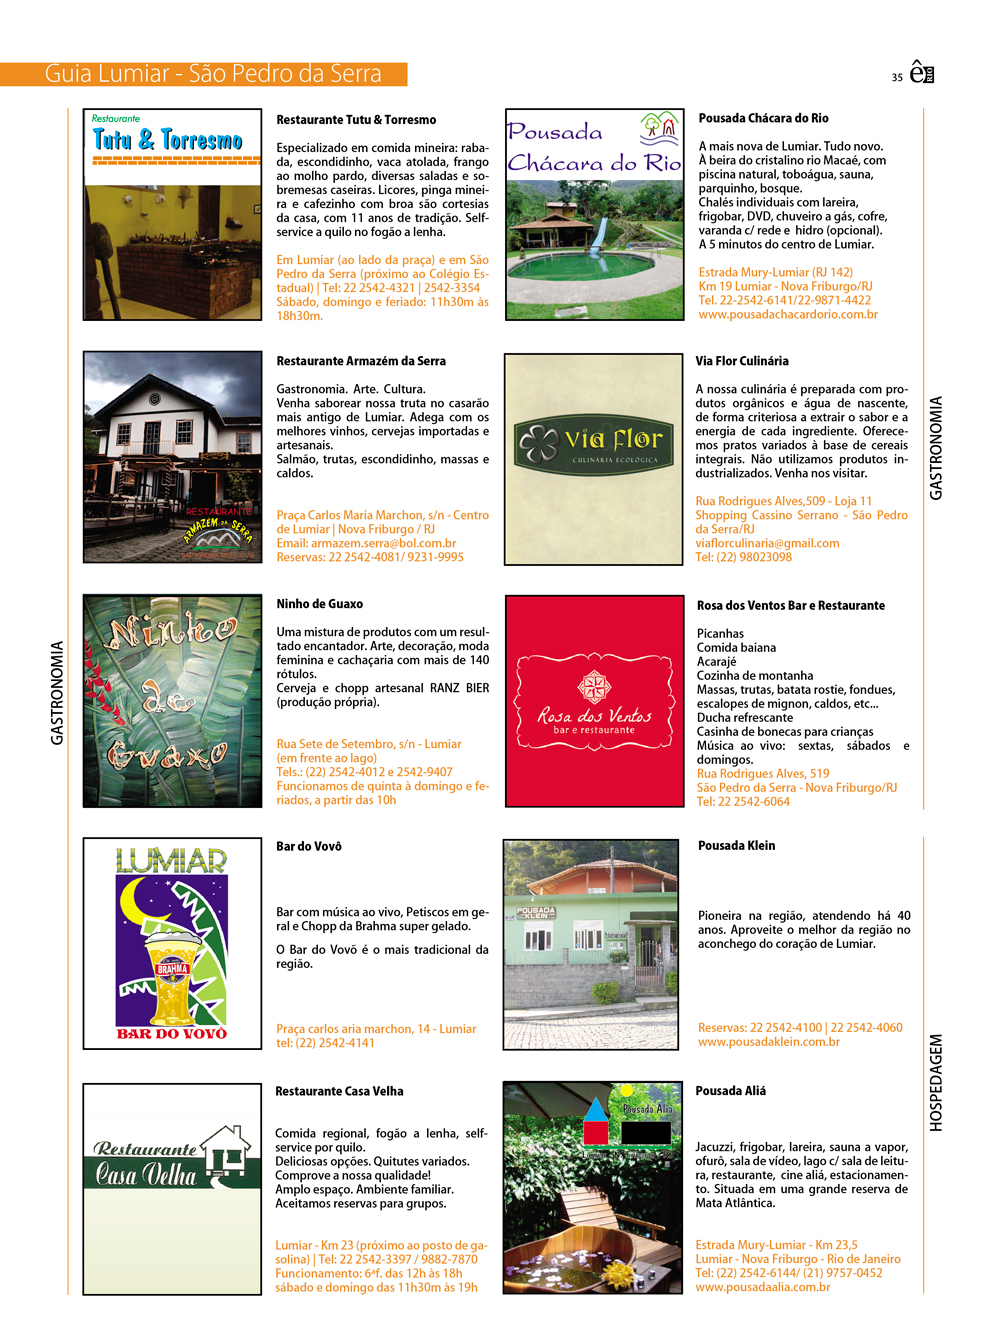 Guia Lumiar - São Pedro da Serra
35
ê
GASTRONOMIA
Restaurante
Tutu & Torresmo
Restaurante Tutu & Torresmo
Especializado em comida mineira: raba-
da, escondidinho, vaca atolada, frango
ao molho pardo, diversas saladas e so-
bremesas caseiras. Licores, pinga minei-
ra e cafezinho com broa são cortesias
da casa, com 11 anos de tradição. Self-
service a quilo no fogão a lenha.
Em Lumiar (ao lado da praça) e em São
Pedro da Serra (próximo ao Colégio Es-
tadual) | Tel: 22 2542-4321 | 2542-3354
Sábado, domingo e feriado: 11h30m às
18h30m.
Pousada
Chácara do Rio
Pousada Chácara do Rio
A mais nova de Lumiar. Tudo novo.
À beira do cristalino rio Macaé, com
piscina natural, toboágua, sauna,
parquinho, bosque.
Chalés individuais com lareira,
frigobar, DVD, chuveiro a gás, cofre,
varanda c/ rede e hidro (opcional).
A 5 minutos do centro de Lumiar.
Estrada Mury-Lumiar (RJ 142)
Km 19 Lumiar - Nova Friburgo/RJ
Tel. 22-2542-6141/22-9871-4422
www.pousadachacardorio.com.br
RESTAURANTE
ARMAZEM DA SERRA
Restaurante Armazém da Serra
Gastronomia. Arte. Cultura.
Venha saborear nossa truta no casarão
mais antigo de Lumiar. Adega com os
melhores vinhos, cervejas importadas e
artesanais.
Salmão, trutas, escondidinho, massas e
caldos.
Praça Carlos Maria Marchon, s/n - Centro
de Lumiar | Nova Friburgo / RJ
Email: armazem.serra@bol.com.br
Reservas: 22 2542-4081/ 9231-9995
via Flor
CULINÁRIA ECOLÓGICA
Via Flor Culinária
A nossa culinária é preparada com pro-
dutos orgânicos e água de nascente,
de forma criteriosa a extrair o sabor e a
energia de cada ingrediente. Oferece-
mos pratos variados à base de cereais
integrais. Não utilizamos produtos in-
dustrializados. Venha nos visitar.
Rua Rodrigues Alves,509 - Loja 11
Shopping Cassino Serrano - São Pedro
da Serra/RJ
viaflorculinaria@gmail.com
Tel: (22) 98023098
GASTRONOMIA
Ninho
de
Guaxo
Ninho de Guaxo
Uma mistura de produtos com um resul-
tado encantador. Arte, decoração, moda
feminina e cachaçaria com mais de 140
rótulos.
Cerveja e chopp artesanal RANZ BIER
(produção própria).
Rua Sete de Setembro, s/n - Lumiar
(em frente ao lago)
Tels.: (22) 2542-4012 e 2542-9407
Funcionamos de quinta à domingo e fe-
riados, a partir das 10h
Rosa dos Ventos
bar e restaurante
Rosa dos Ventos Bar e Restaurante
Picanhas
Comida baiana
Acarajé
Cozinha de montanha
Massas, trutas, batata rostie, fondues,
escalopes de mignon, caldos, etc...
Ducha refrescante
Casinha de bonecas para crianças
Música ao vivo: sextas, sábados e
domingos.
Rua Rodrigues Alves, 519
São Pedro da Serra - Nova Friburgo/RJ
Tel: 22 2542-6064
LUMIAR
BRAHMA
BAR DO VOVÔ
Bar do Vovô
Bar com música ao vivo, Petiscos em ge-
ral e Chopp da Brahma super gelado.
O Bar do Vovô é o mais tradicional da
região.
Praça carlos aria marchon, 14 - Lumiar
tel: (22) 2542-4141
POUSADA
KLEIN
Pousada Klein
Pioneira na região, atendendo há 40
anos. Aproveite o melhor da região no
aconchego do coração de Lumiar.
Reservas: 22 2542-4100 | 22 2542-4060
www.pousadaklein.com.br
HOSPEDAGEM
Restaurante
Casa Velha
Restaurante Casa Velha
Comida regional, fogão a lenha, self-
service por quilo.
Deliciosas opções. Quitutes variados.
Comprove a nossa qualidade!
Amplo espaço. Ambiente familiar.
Aceitamos reservas para grupos.
Lumiar - Km 23 (próximo ao posto de ga-
solina) | Tel: 22 2542-3397 / 9882-7870
Funcionamento: 6ªf. das 12h às 18h
sábado e domingo das 11h30m às 19h
Pousada Alia
Pousada Aliá
Jacuzzi, frigobar, lareira, sauna a vapor,
ofurô, sala de vídeo, lago c/ sala de leitu-
ra, restaurante, cine aliá, estacionamen-
to. Situada em uma grande reserva de
Mata Atlântica.
Estrada Mury-Lumiar - Km 23,5
Lumiar - Nova Friburgo - Rio de Janeiro
Tel: (22) 2542-6144/ (21) 9757-0452
www.pousadaalia.com.br